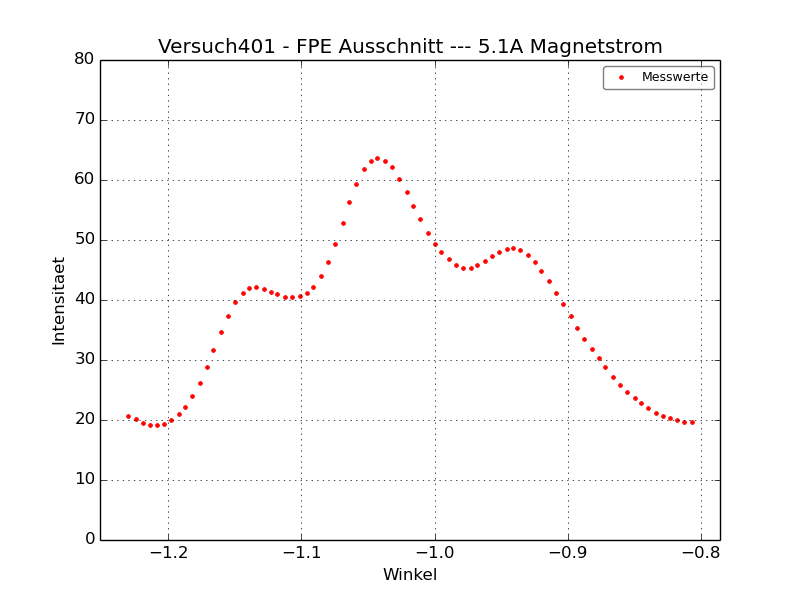 Versuch401 - FPE Ausschnitt --- 5.1A Magnetstrom
Messwerte
80
70
60
50
40
30
20
10
0
Intensitaet
−1.2 −1.1 −1.0 −0.9 −0.8
Winkel